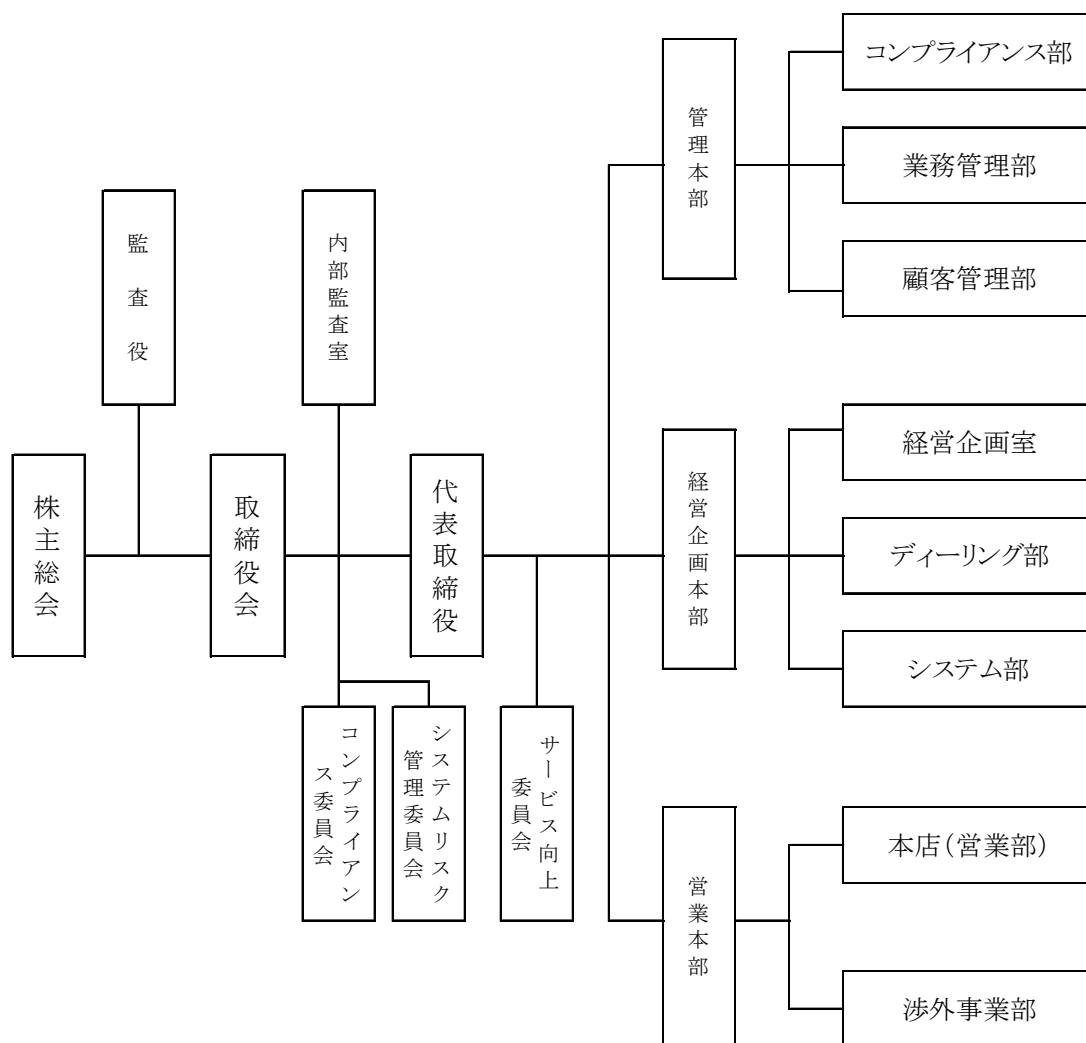 株主総会
監査役
取締役会
内部監査室
コンプライアン
ス委員会
システムリスク
管理委員会
代表取締役
サービス向上
委員会
管理本部
コンプライアンス部
業務管理部
顧客管理部
経営企画本部
経営企画室
ディーリング部
システム部
営業本部
本店(営業部)
渉外事業部